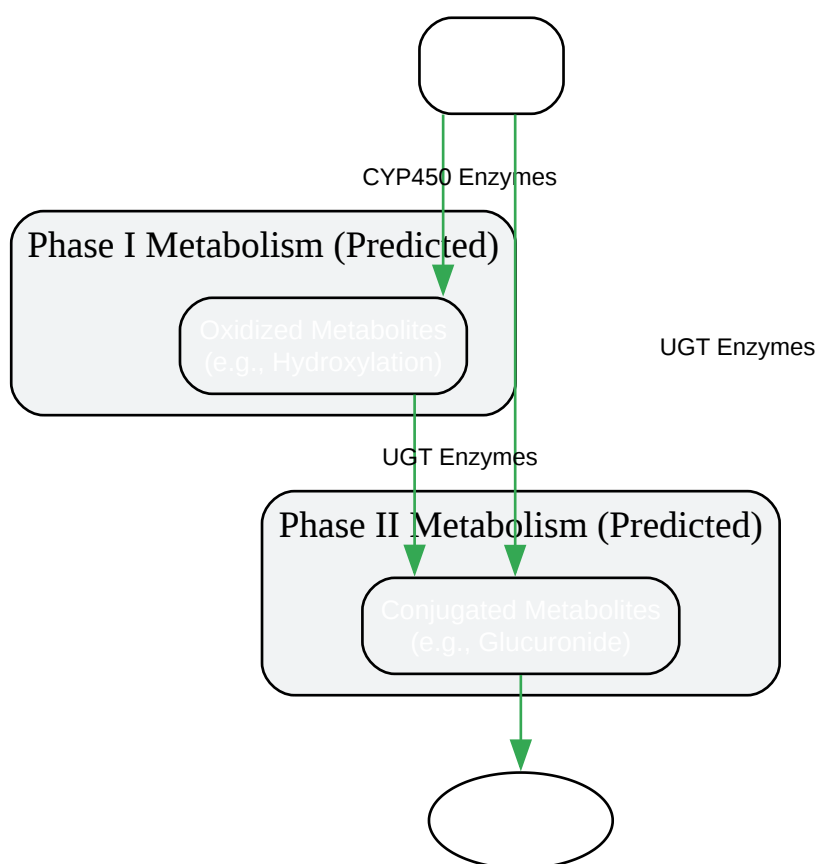 CYP450 Enzymes
Phase I Metabolism (Predicted)
Oxidized Metabolites
(e.g., Hydroxylation)
UGT Enzymes
UGT Enzymes
Phase II Metabolism (Predicted)
Conjugated Metabolites
(e.g., Glucuronide)